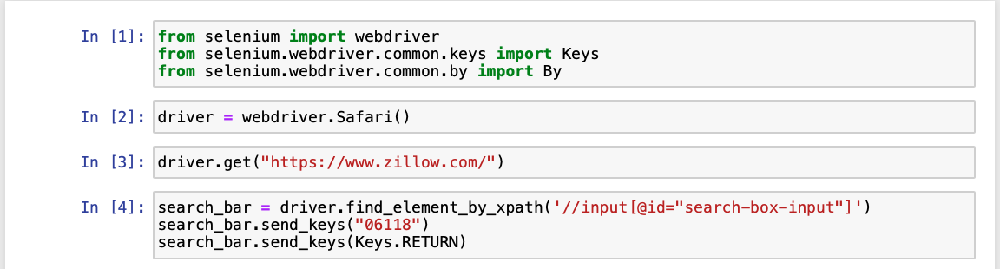 In [1]: from selenium import webdriver
from selenium.webdriver.common.keys import Keys
from selenium.webdriver.common.by import By
In [2]: driver = webdriver.Safari()
In [3]: driver.get("https://www.zillow.com/")
In [4]: search_bar = driver.find_element_by_xpath('//input[@id="search-box-input"]')
search_bar.send_keys("06118")
search_bar.send_keys(Keys.RETURN)